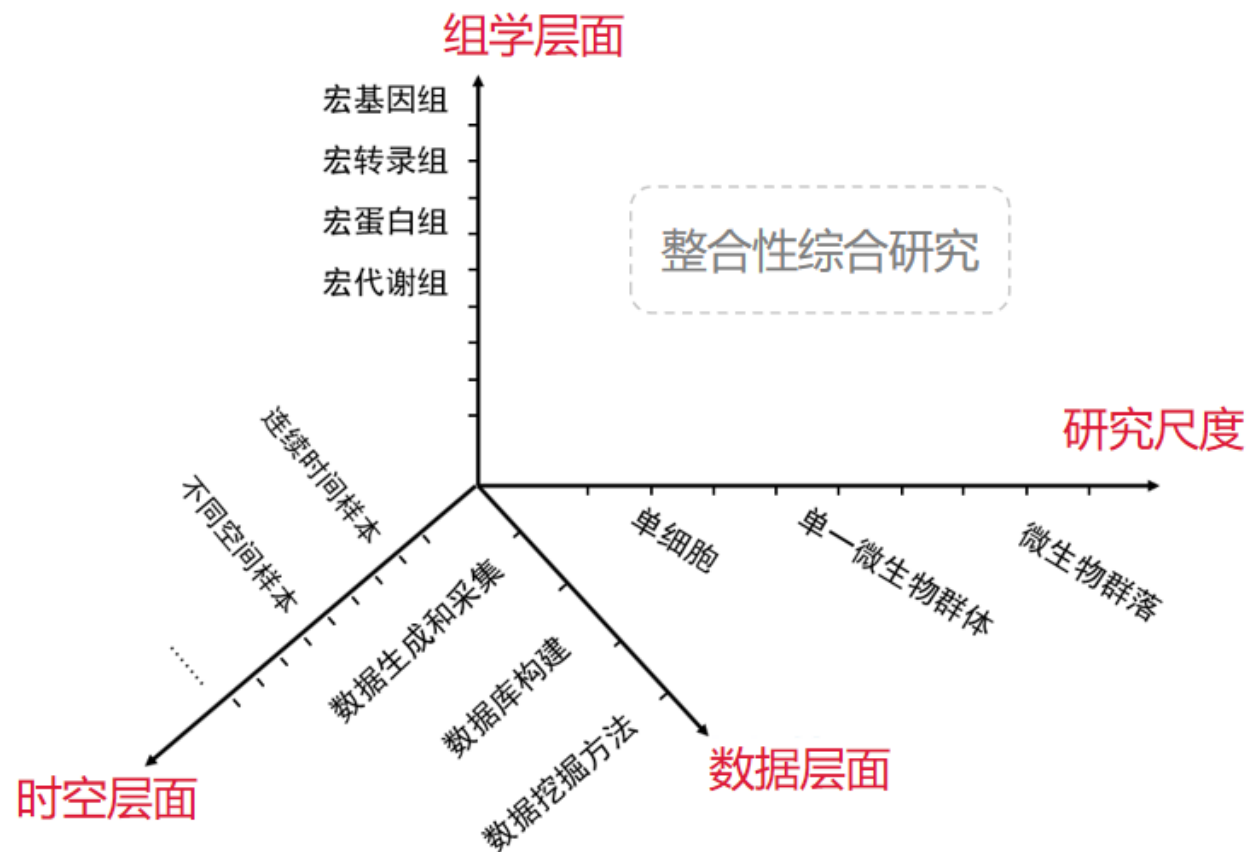 组学层面
宏基因组
宏转录组
宏蛋白组
宏代谢组
整合性综合研究
研究尺度
单细胞
单一微生物群体
微生物群落
连续时间样本
不同空间样本
.......
时空层面
数据生成和采集
数据库构建
数据挖掘方法
数据层面